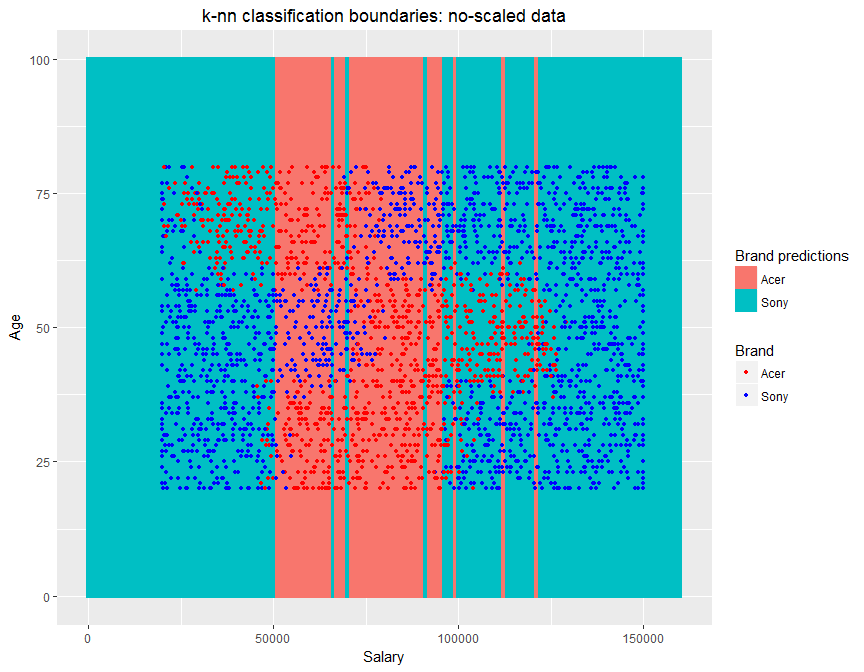 k-nn classification boundaries: no-scaled data
100
75
50
25
0
Age
0 50000 100000 150000
Salary
Brand predictions
Acer
Sony
Brand
Acer
Sony